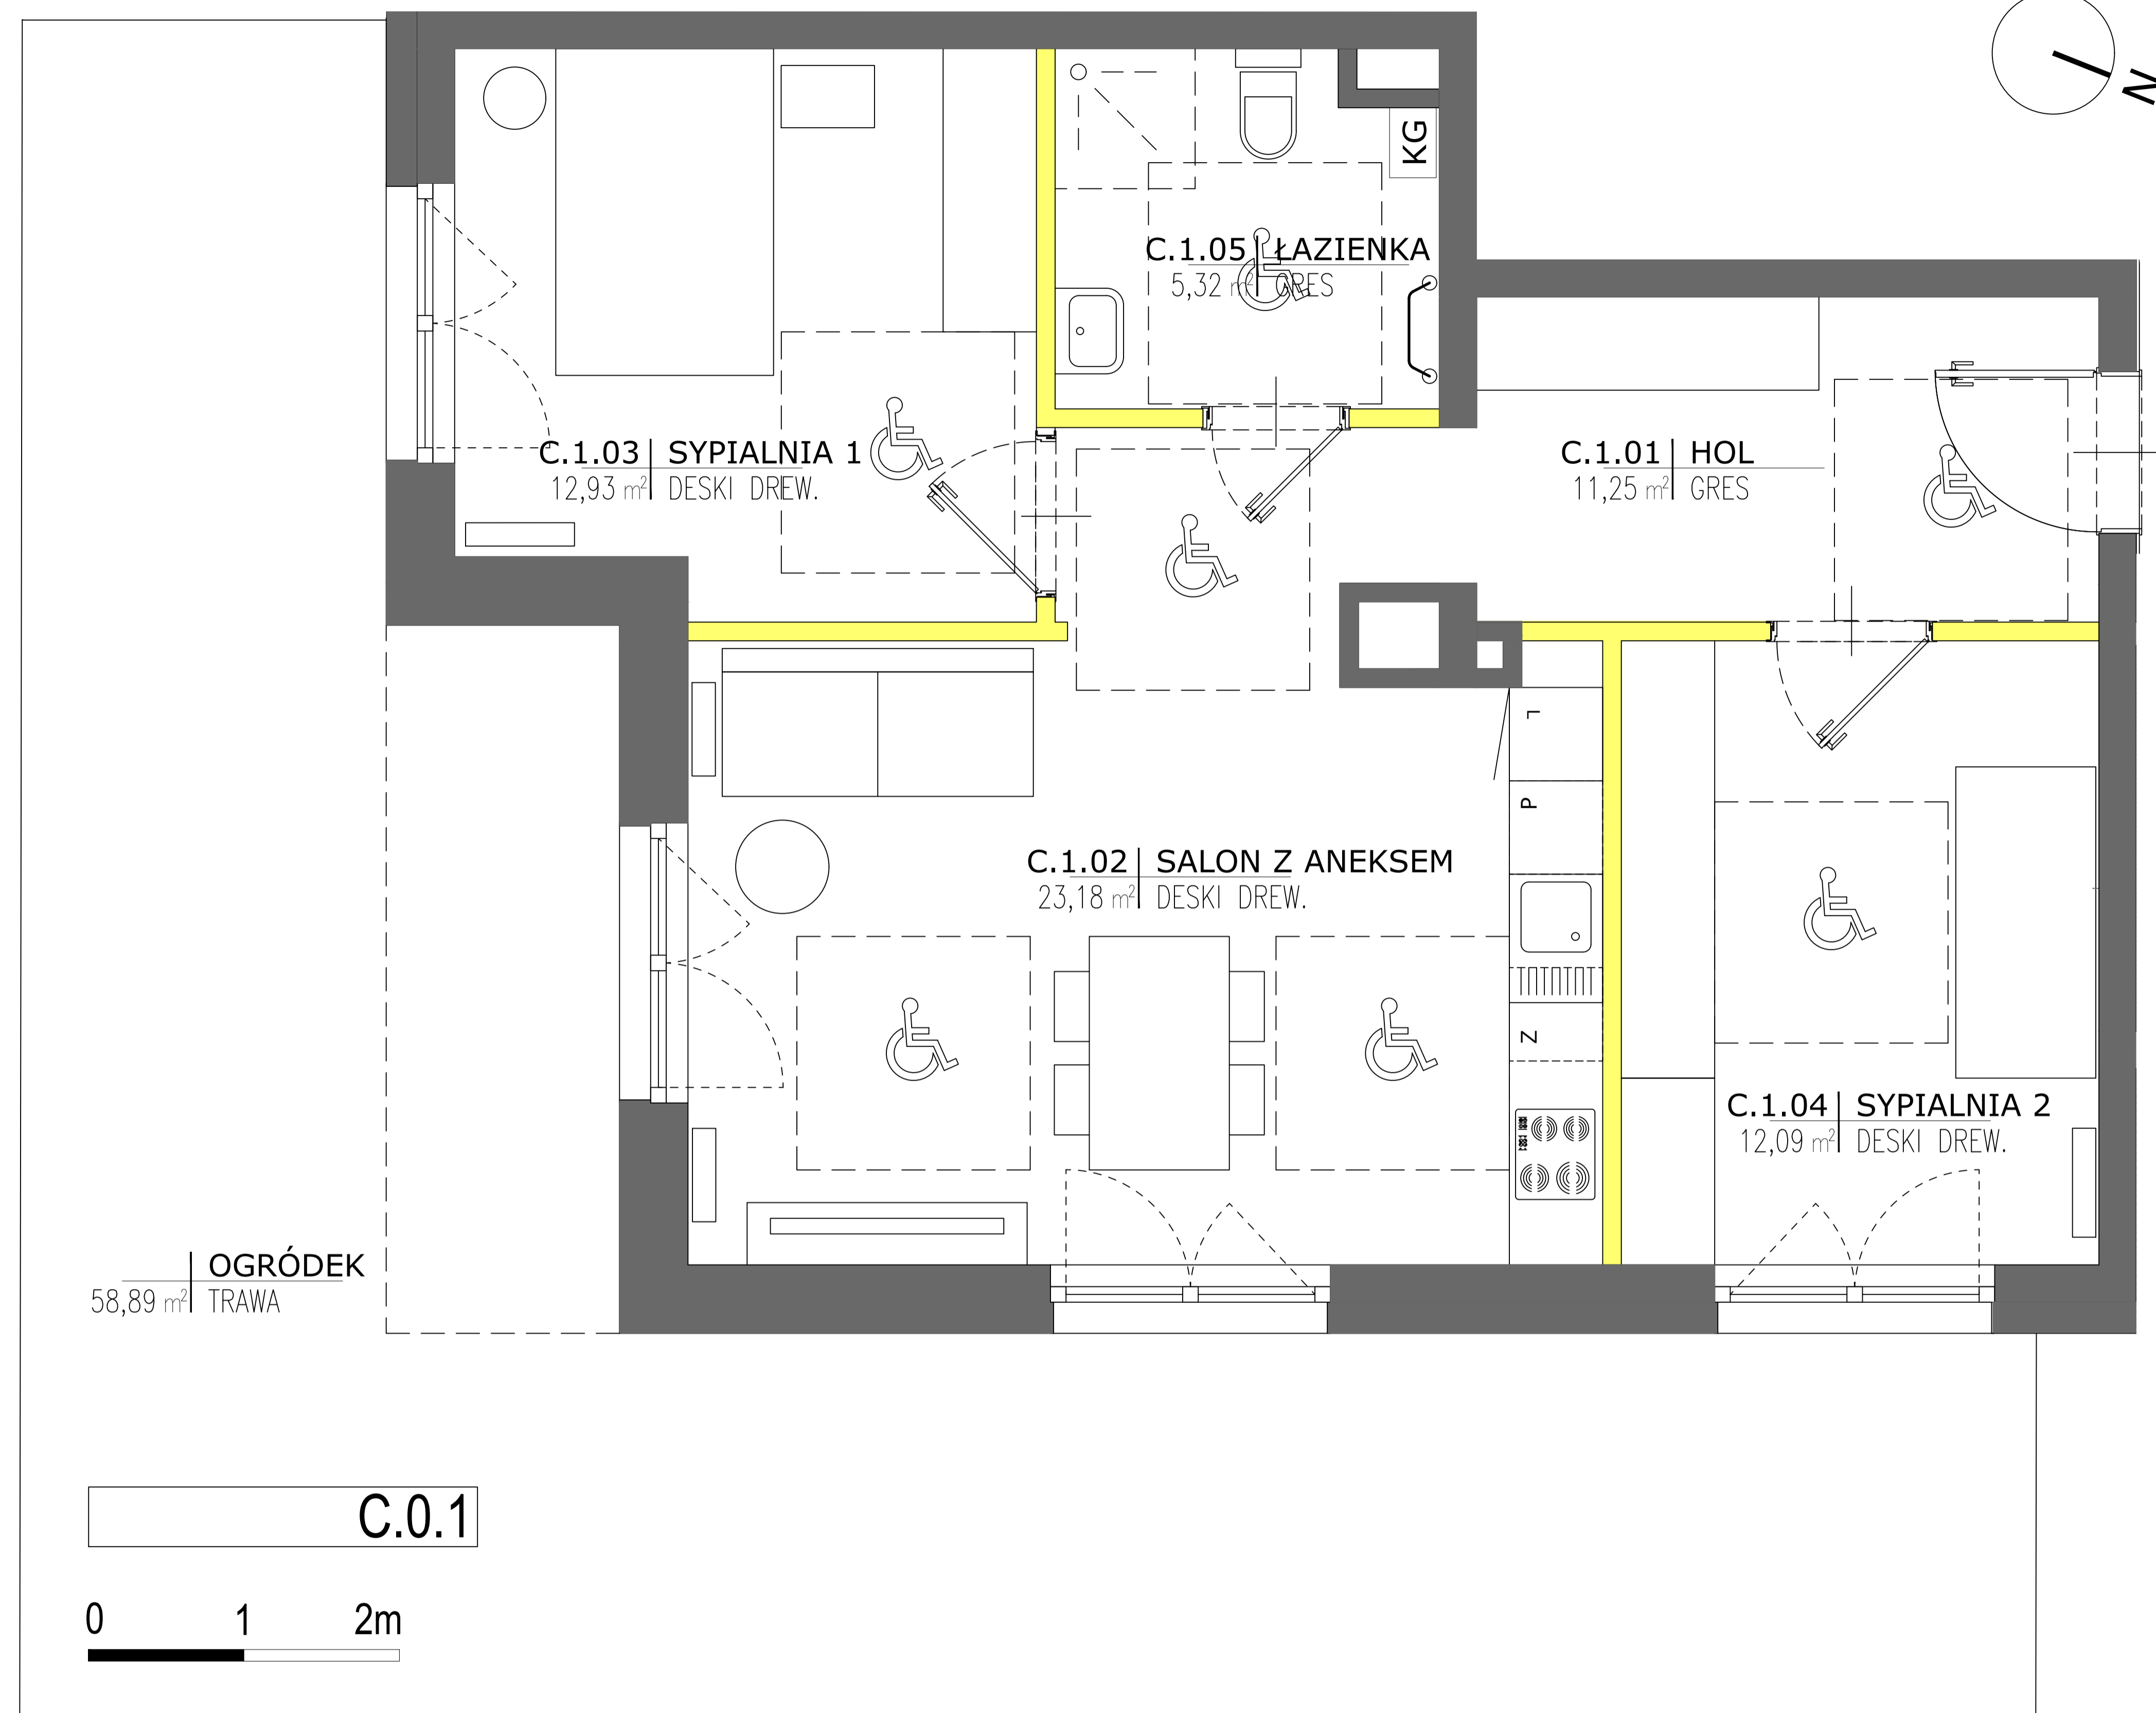 N
KG
C.1.05 ŁAZIENKA
5,32 m² GRES
C.1.03 SYPIALNIA 1
12,93 m² DESKI DREW.
C.1.01 HOL
11,25 m² GRES
L
P
C.1.02 SALON Z ANEKSEM
23,18 m² DESKI DREW.
Z
C.1.04 SYPIALNIA 2
12,09 m² DESKI DREW.
OGRÓDEK
58,89 m² TRAWA
C.0.1
0 1 2m